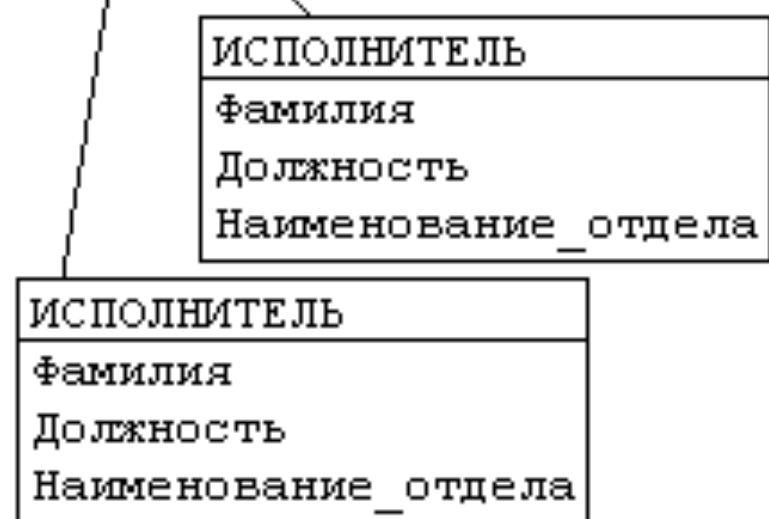 ИСПОЛНИТЕЛЬ
Фамилия
Должность
Наименование_отдела
ИСПОЛНИТЕЛЬ
Фамилия
Должность
Наименование_отдела